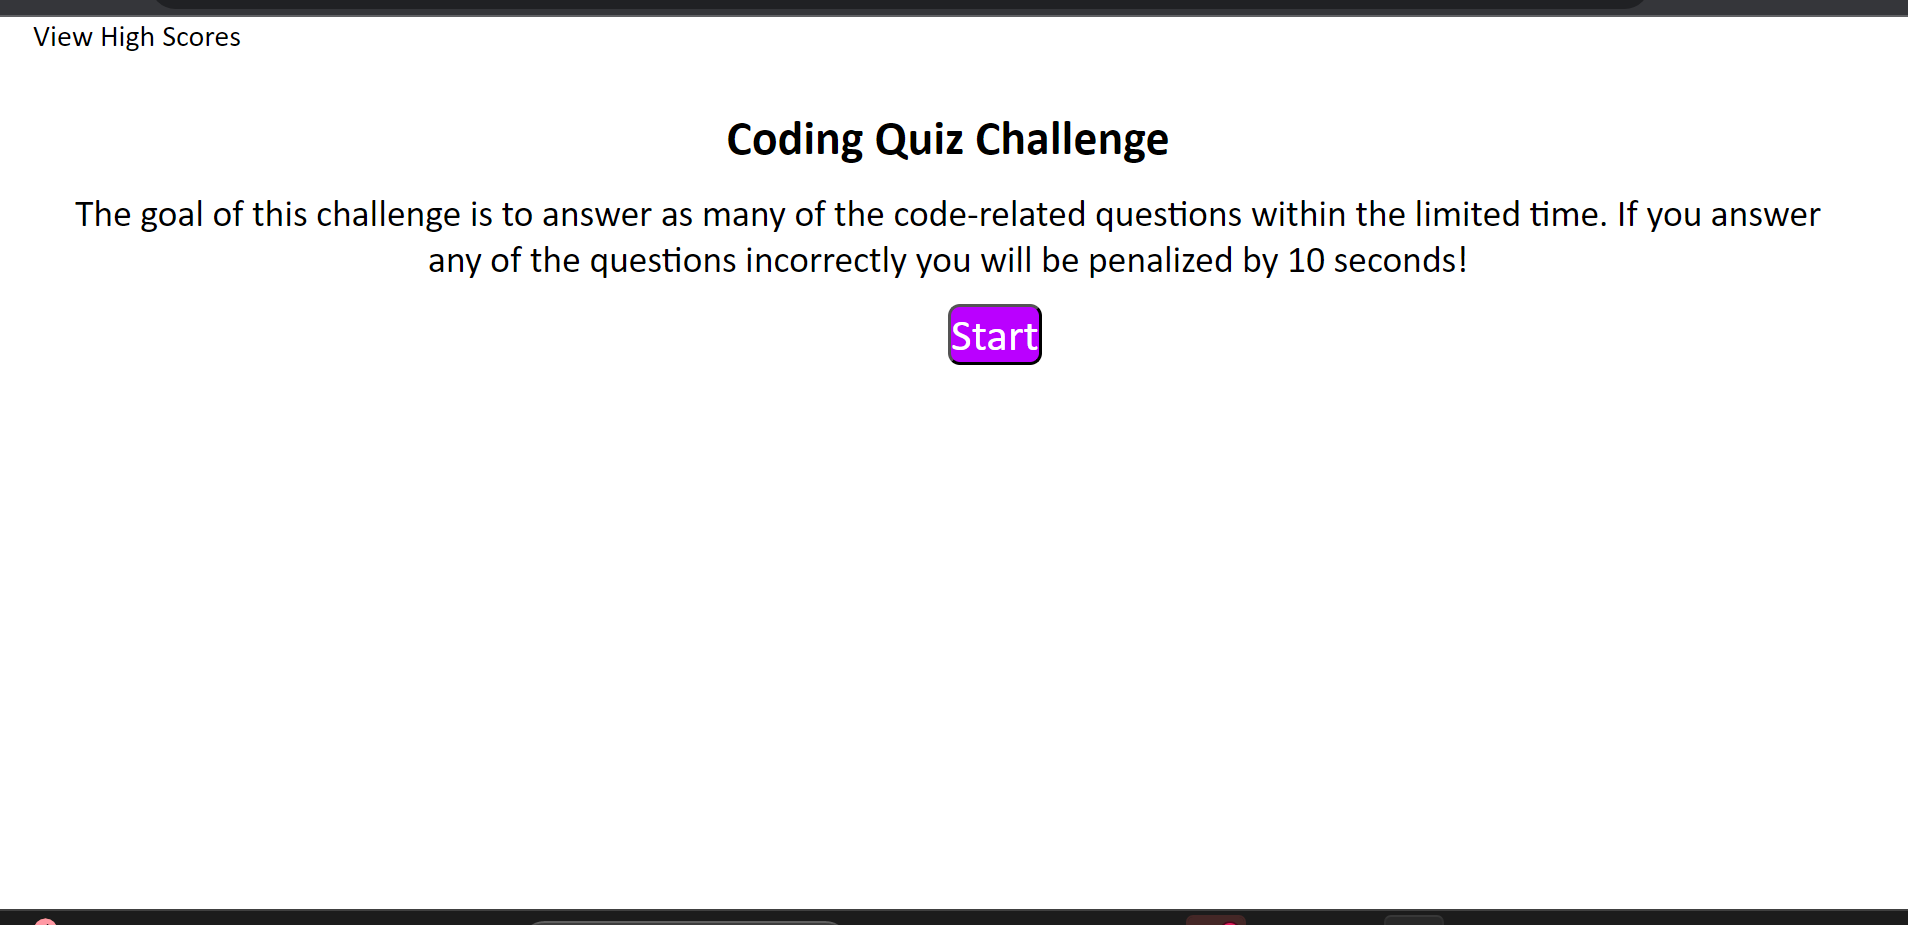 View High Scores
Coding Quiz Challenge
The goal of this challenge is to answer as many of the code-related questions within the limited time. If you answer
any of the questions incorrectly you will be penalized by 10 seconds!
Start